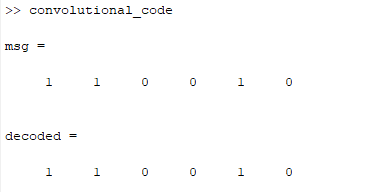 >> convolutional_code
msg =
1 1 0 0 1 0
decoded =
1 1 0 0 1 0